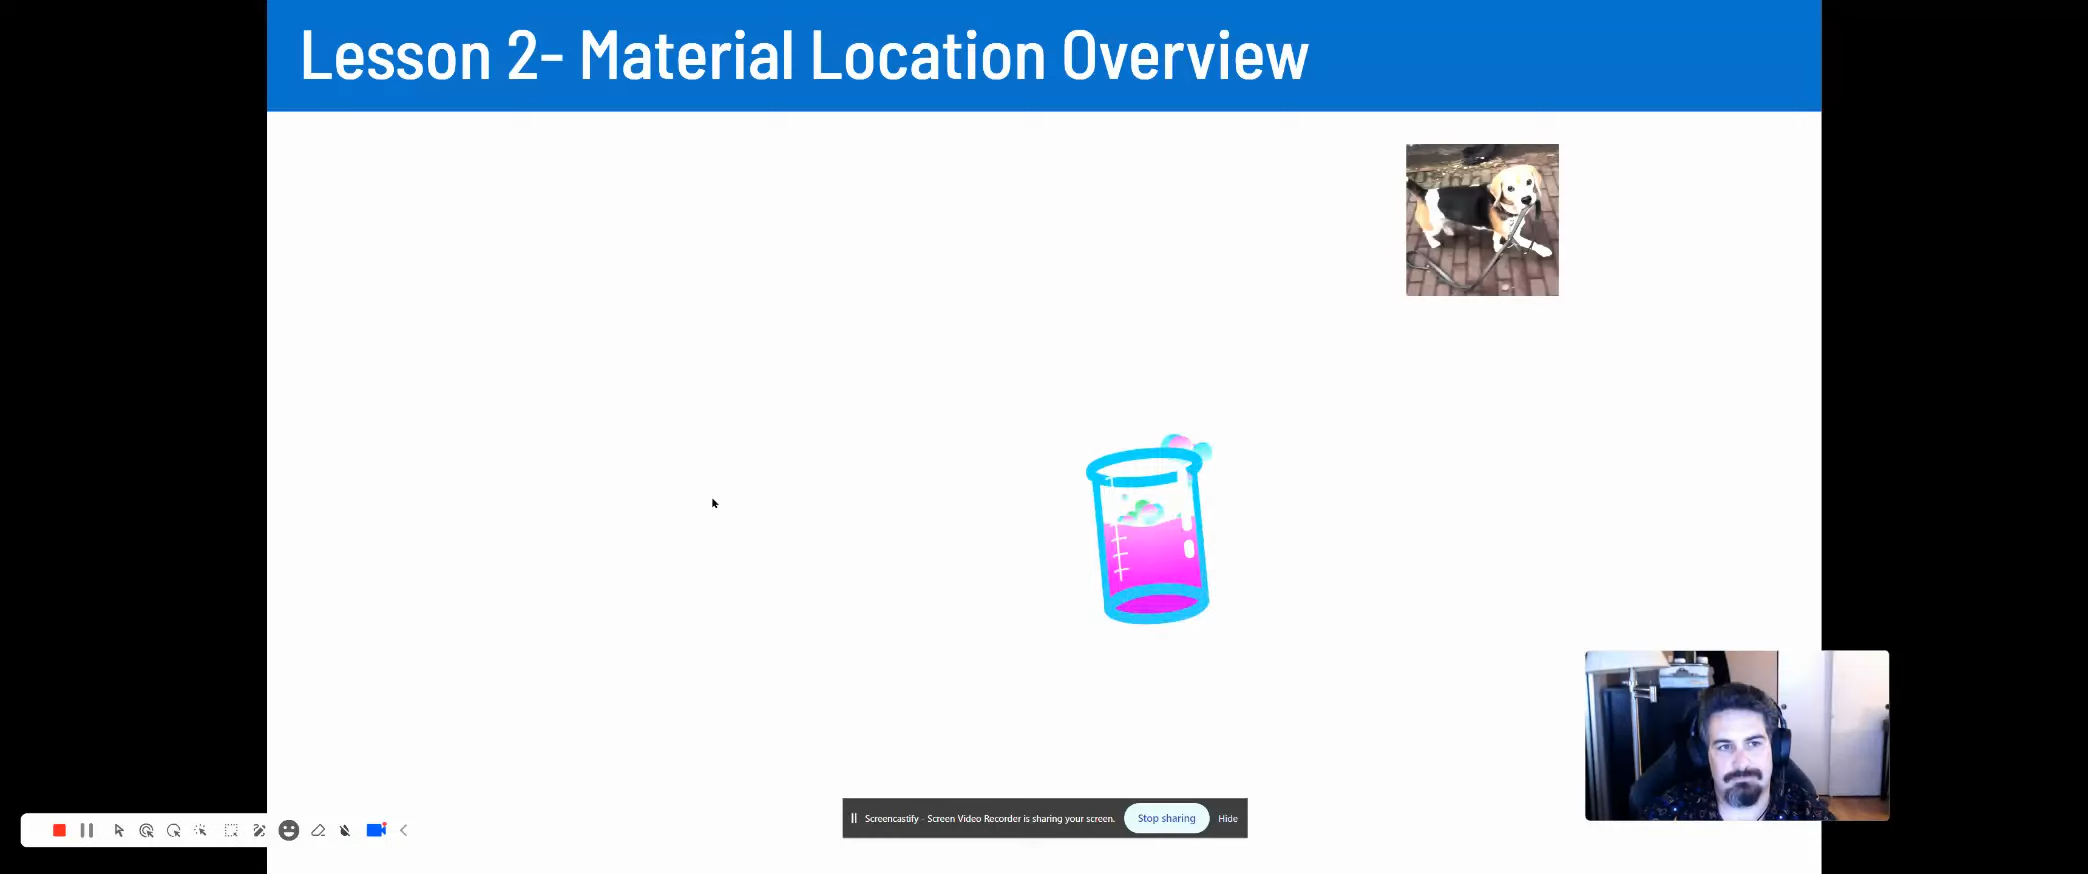 Lesson 2- Material Location Overview
Screencastify - Screen Video Recorder is sharing your screen.
Stop sharing
Hide